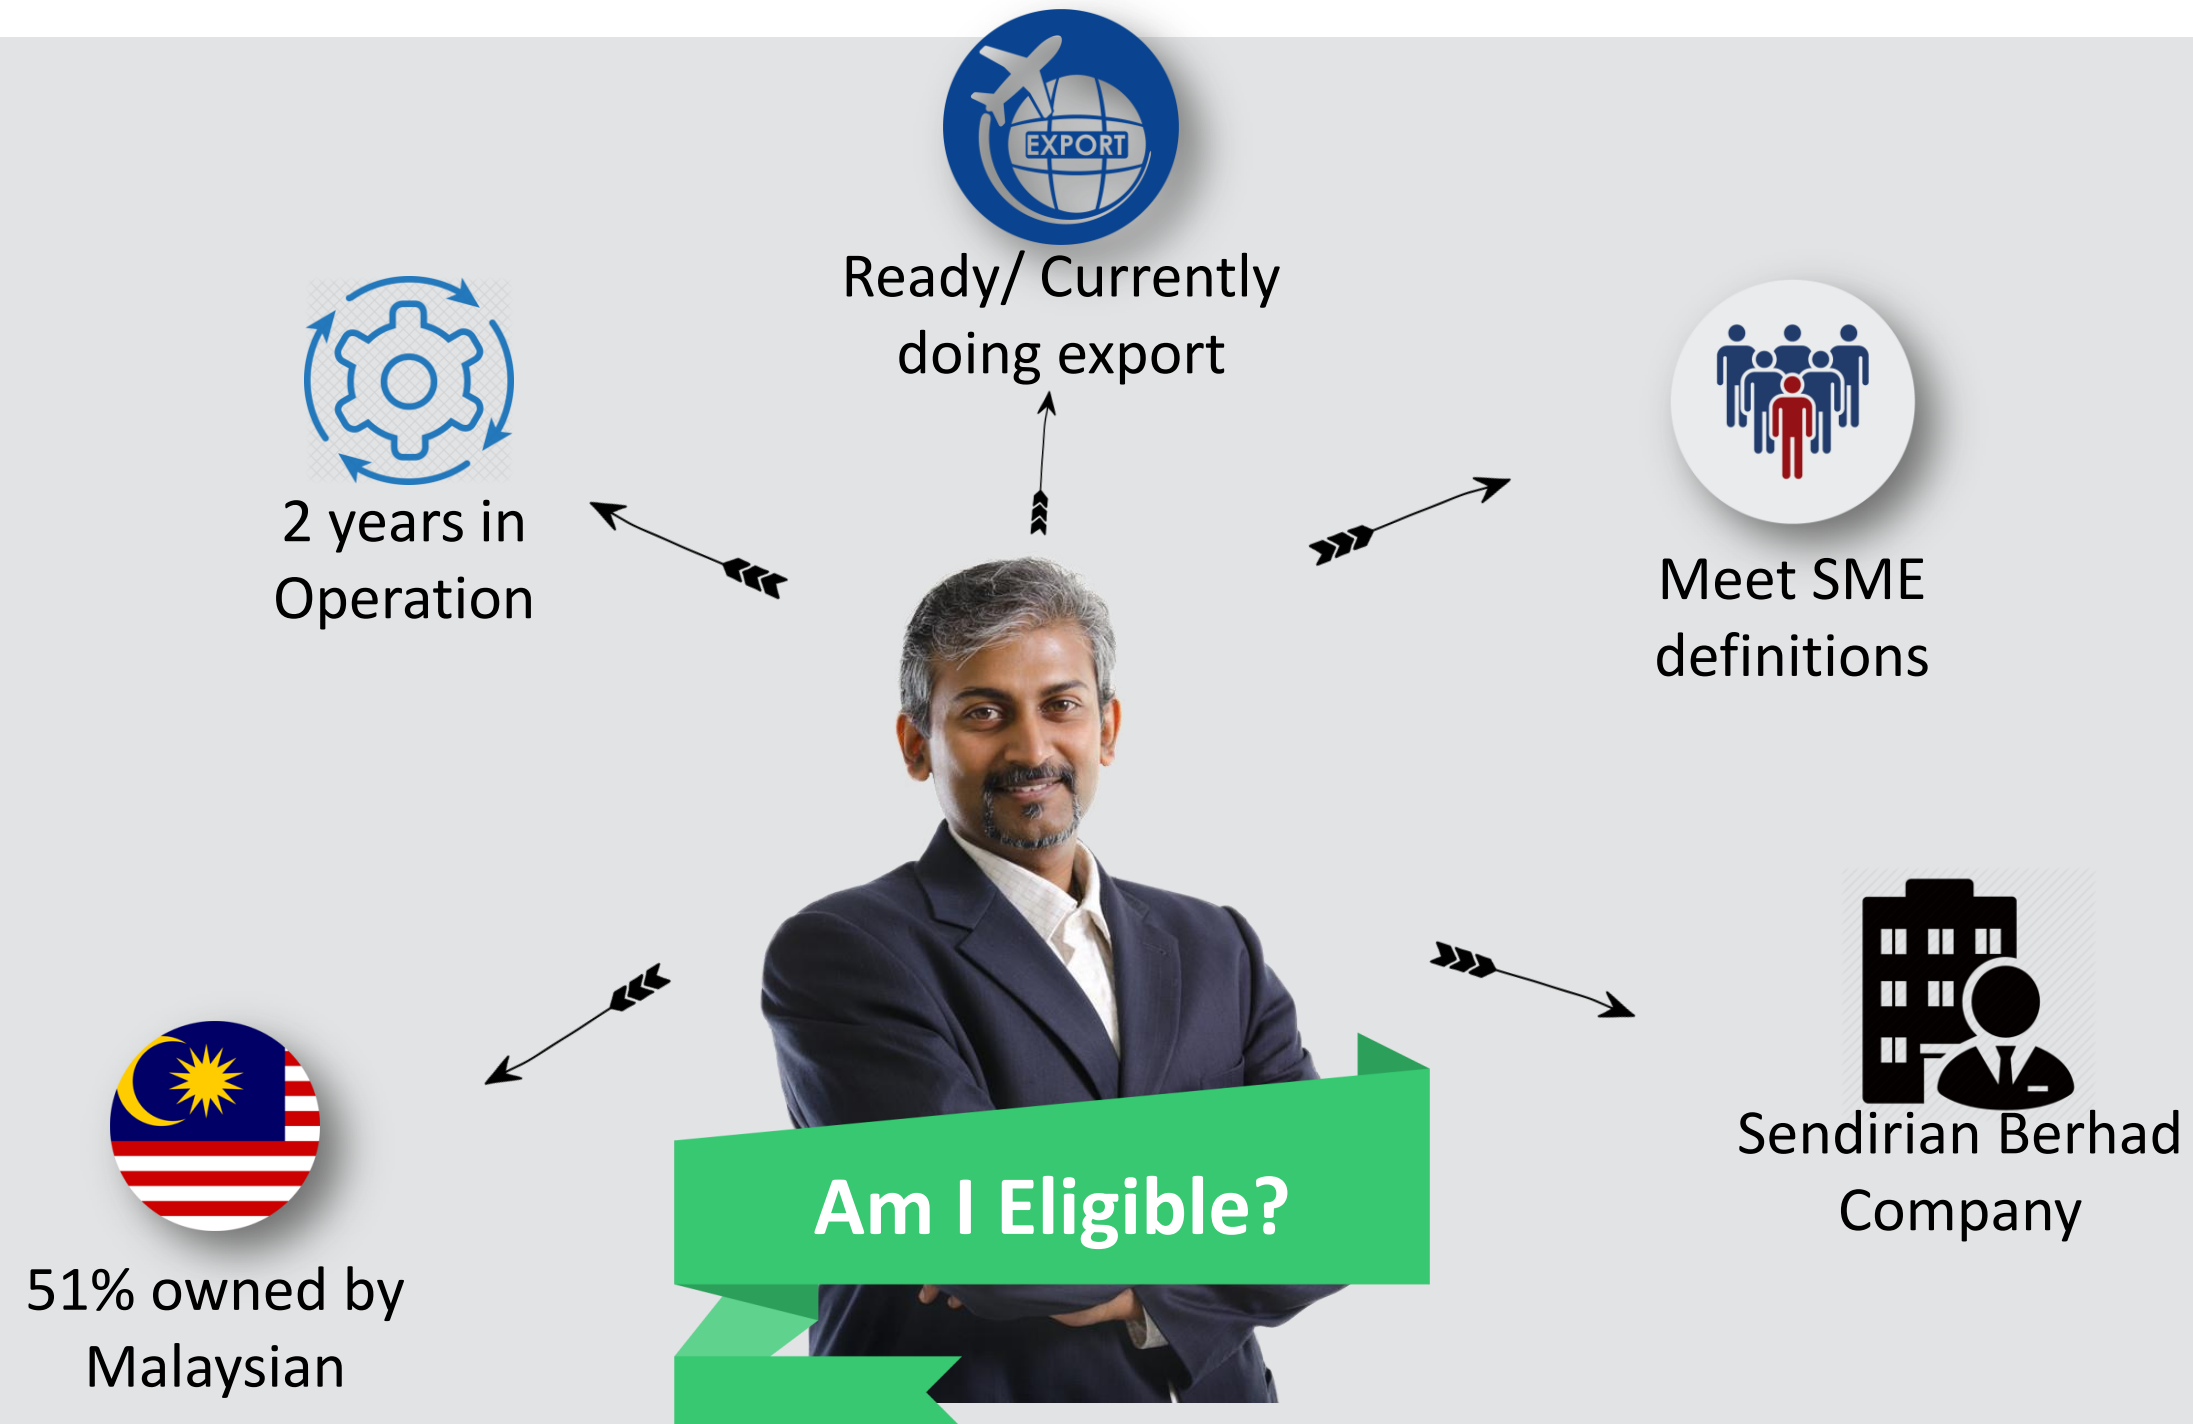 EXPORT
Ready/ Currently
doing export
2 years in
Operation
Meet SME
definitions
Sendirian Berhad
Company
51% owned by
Malaysian
Am I Eligible?